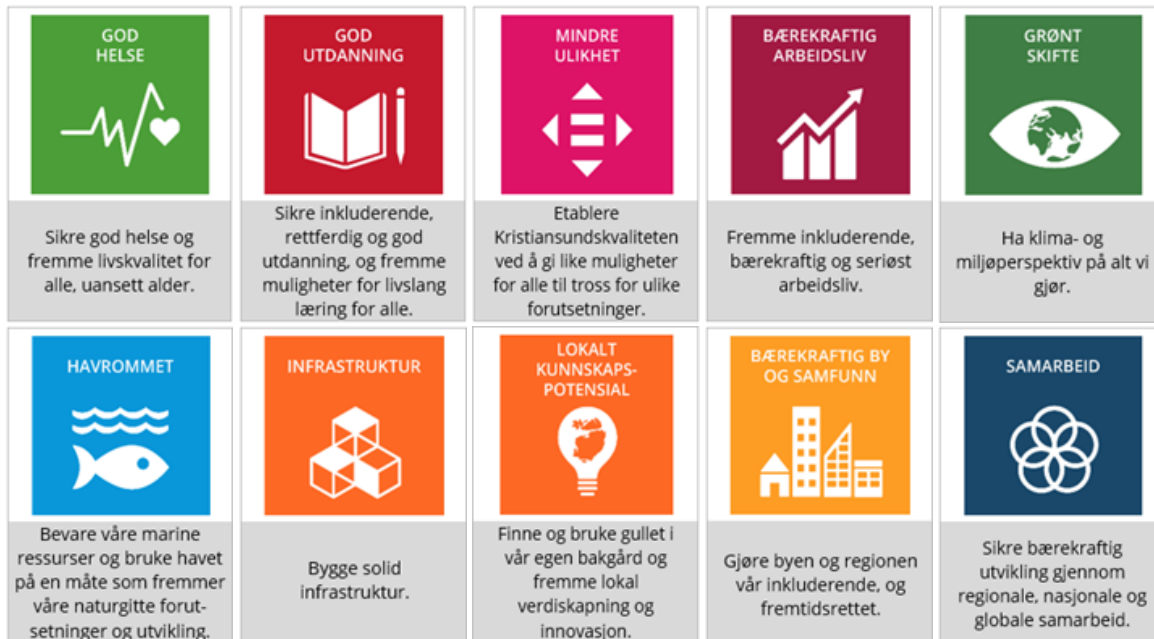 GOD
HELSE
Sikre god helse og
fremme livskvalitet for
alle, uansett alder.
GOD
UTDANNING
Sikre inkluderende,
rettferdig og god
utdanning, og fremme
muligheter for livslang
læring for alle.
MINDRE
ULIKHET
Etablere
Kristiansundskvaliteten
ved å gi like muligheter
for alle til tross for ulike
forutsetninger.
BÆREKRAFTIG
ARBEIDSLIV
Fremme inkluderende,
bærekraftig og seriøst
arbeidsliv.
GRØNT
SKIFTE
Ha klima- og
miljøperspektiv på alt vi
gjør.
HAVROMMET
Bevare våre marine
ressurser og bruke havet
på en måte som fremmer
våre naturgitte forut-
setninger og utvikling.
INFRASTRUKTUR
Bygge solid
infrastruktur.
LOKALT
KUNNSKAPS-
POTENSIAL
Finne og bruke gullet i
vår egen bakgård og
fremme lokal
verdiskapning og
innovasjon.
BÆREKRAFTIG BY
OG SAMFUNN
Gjøre byen og regionen
vår inkluderende, og
fremtidsrettet.
SAMARBEID
Sikre bærekraftig
utvikling gjennom
regionale, nasjonale og
globale samarbeid.